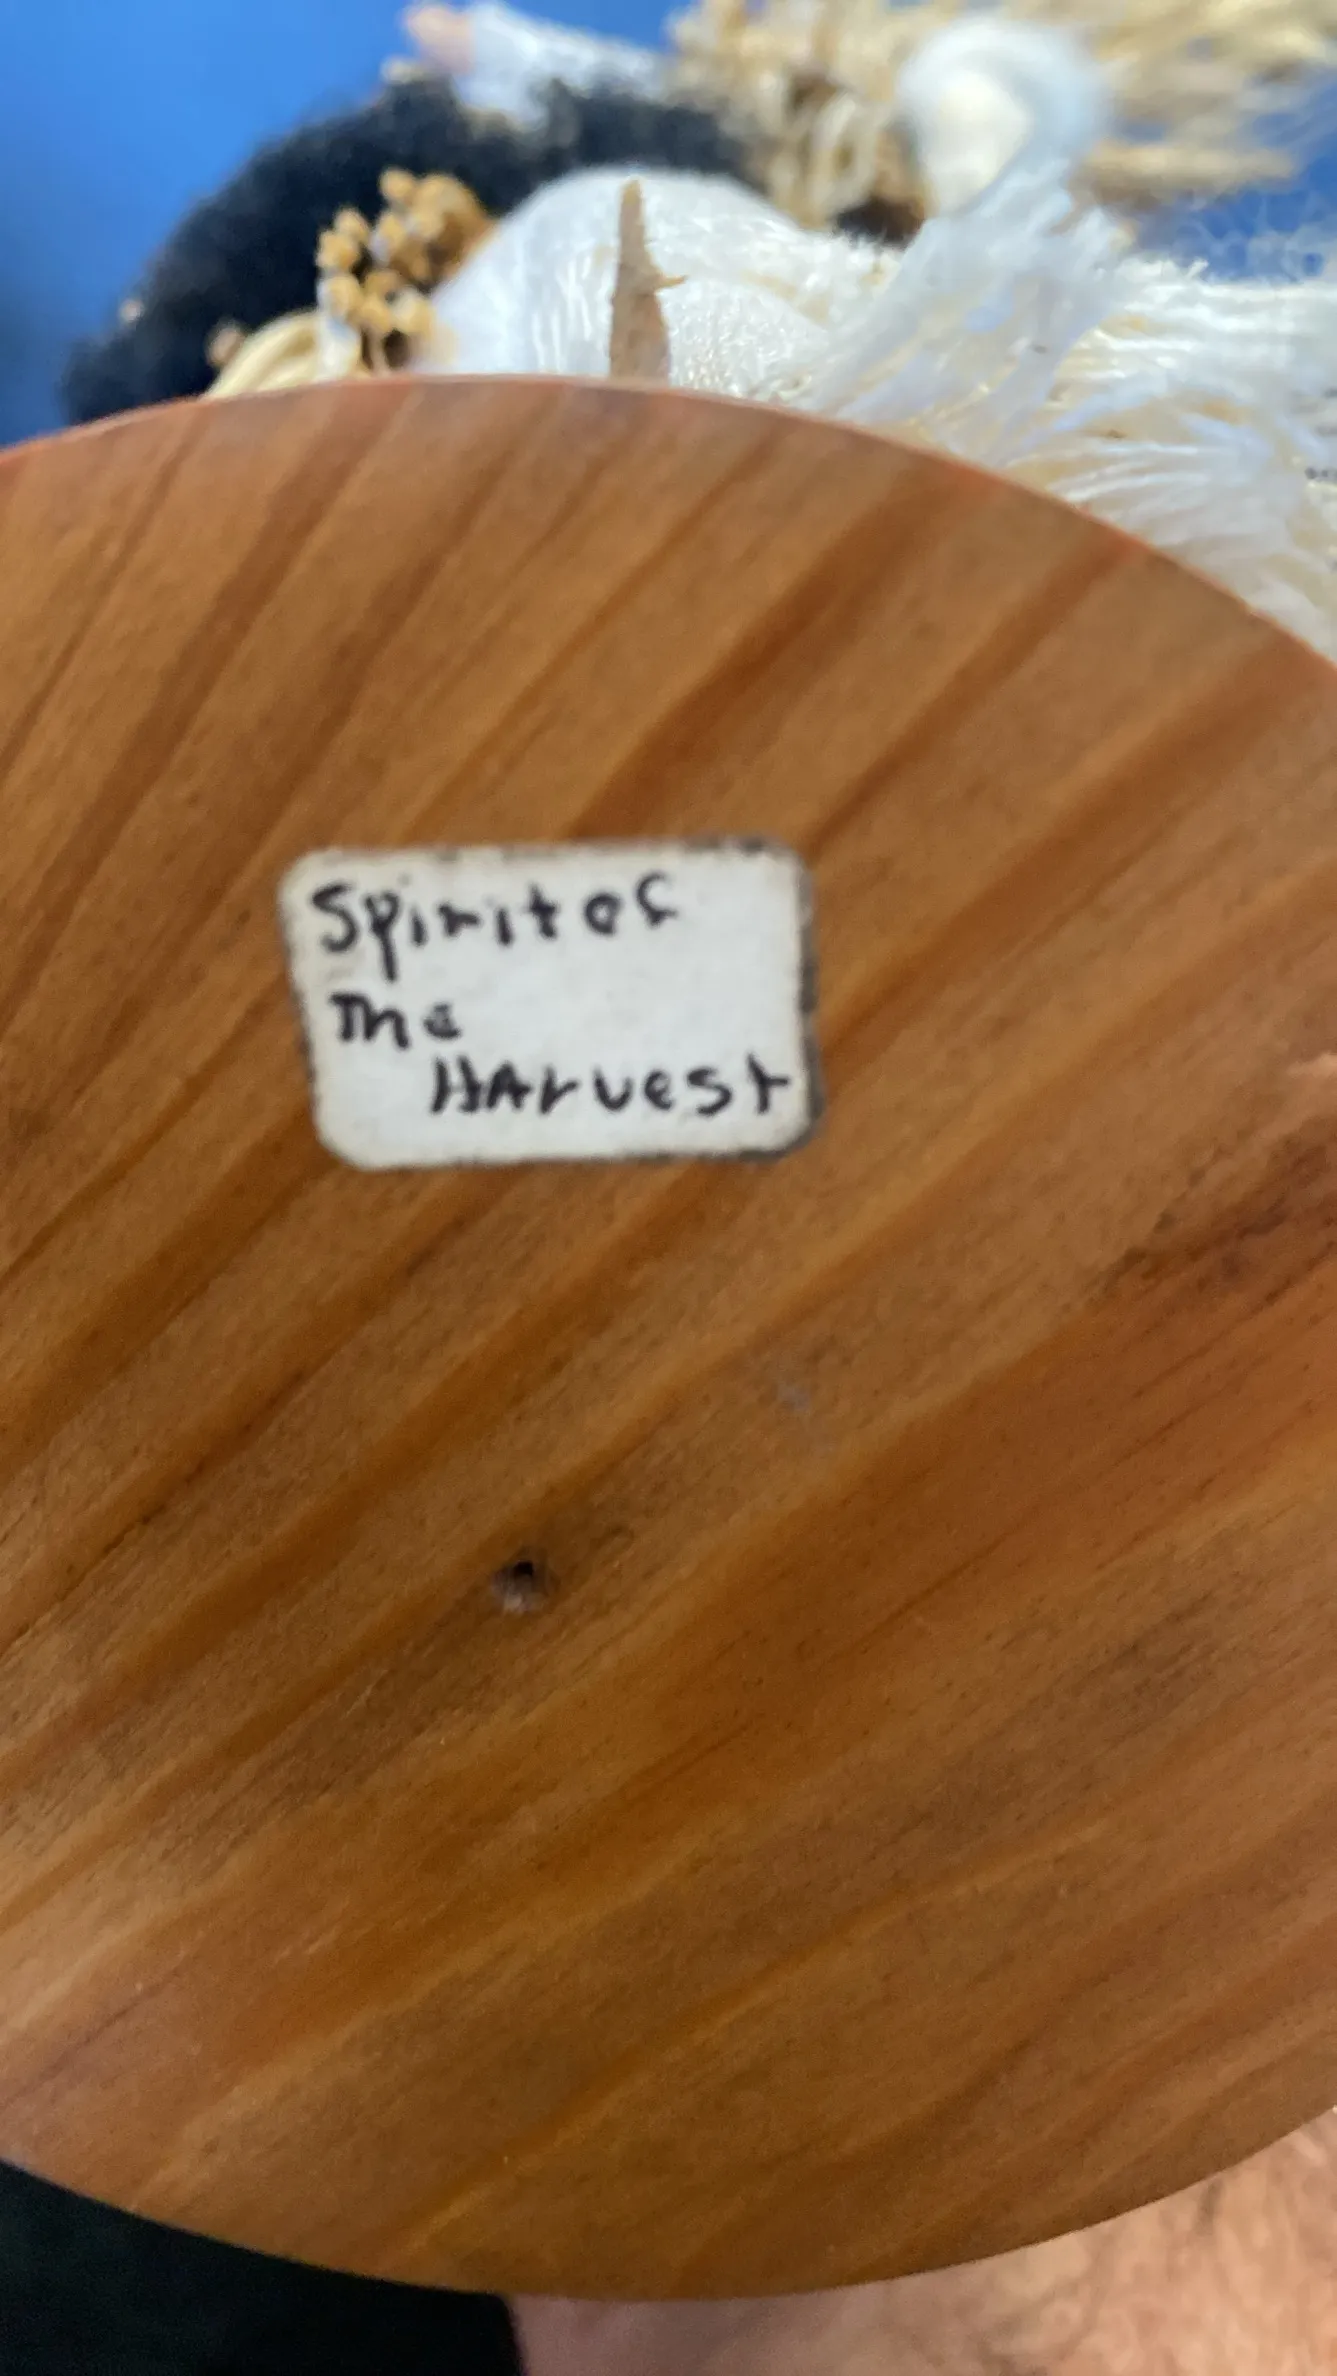 Spirit of
The
HArvest